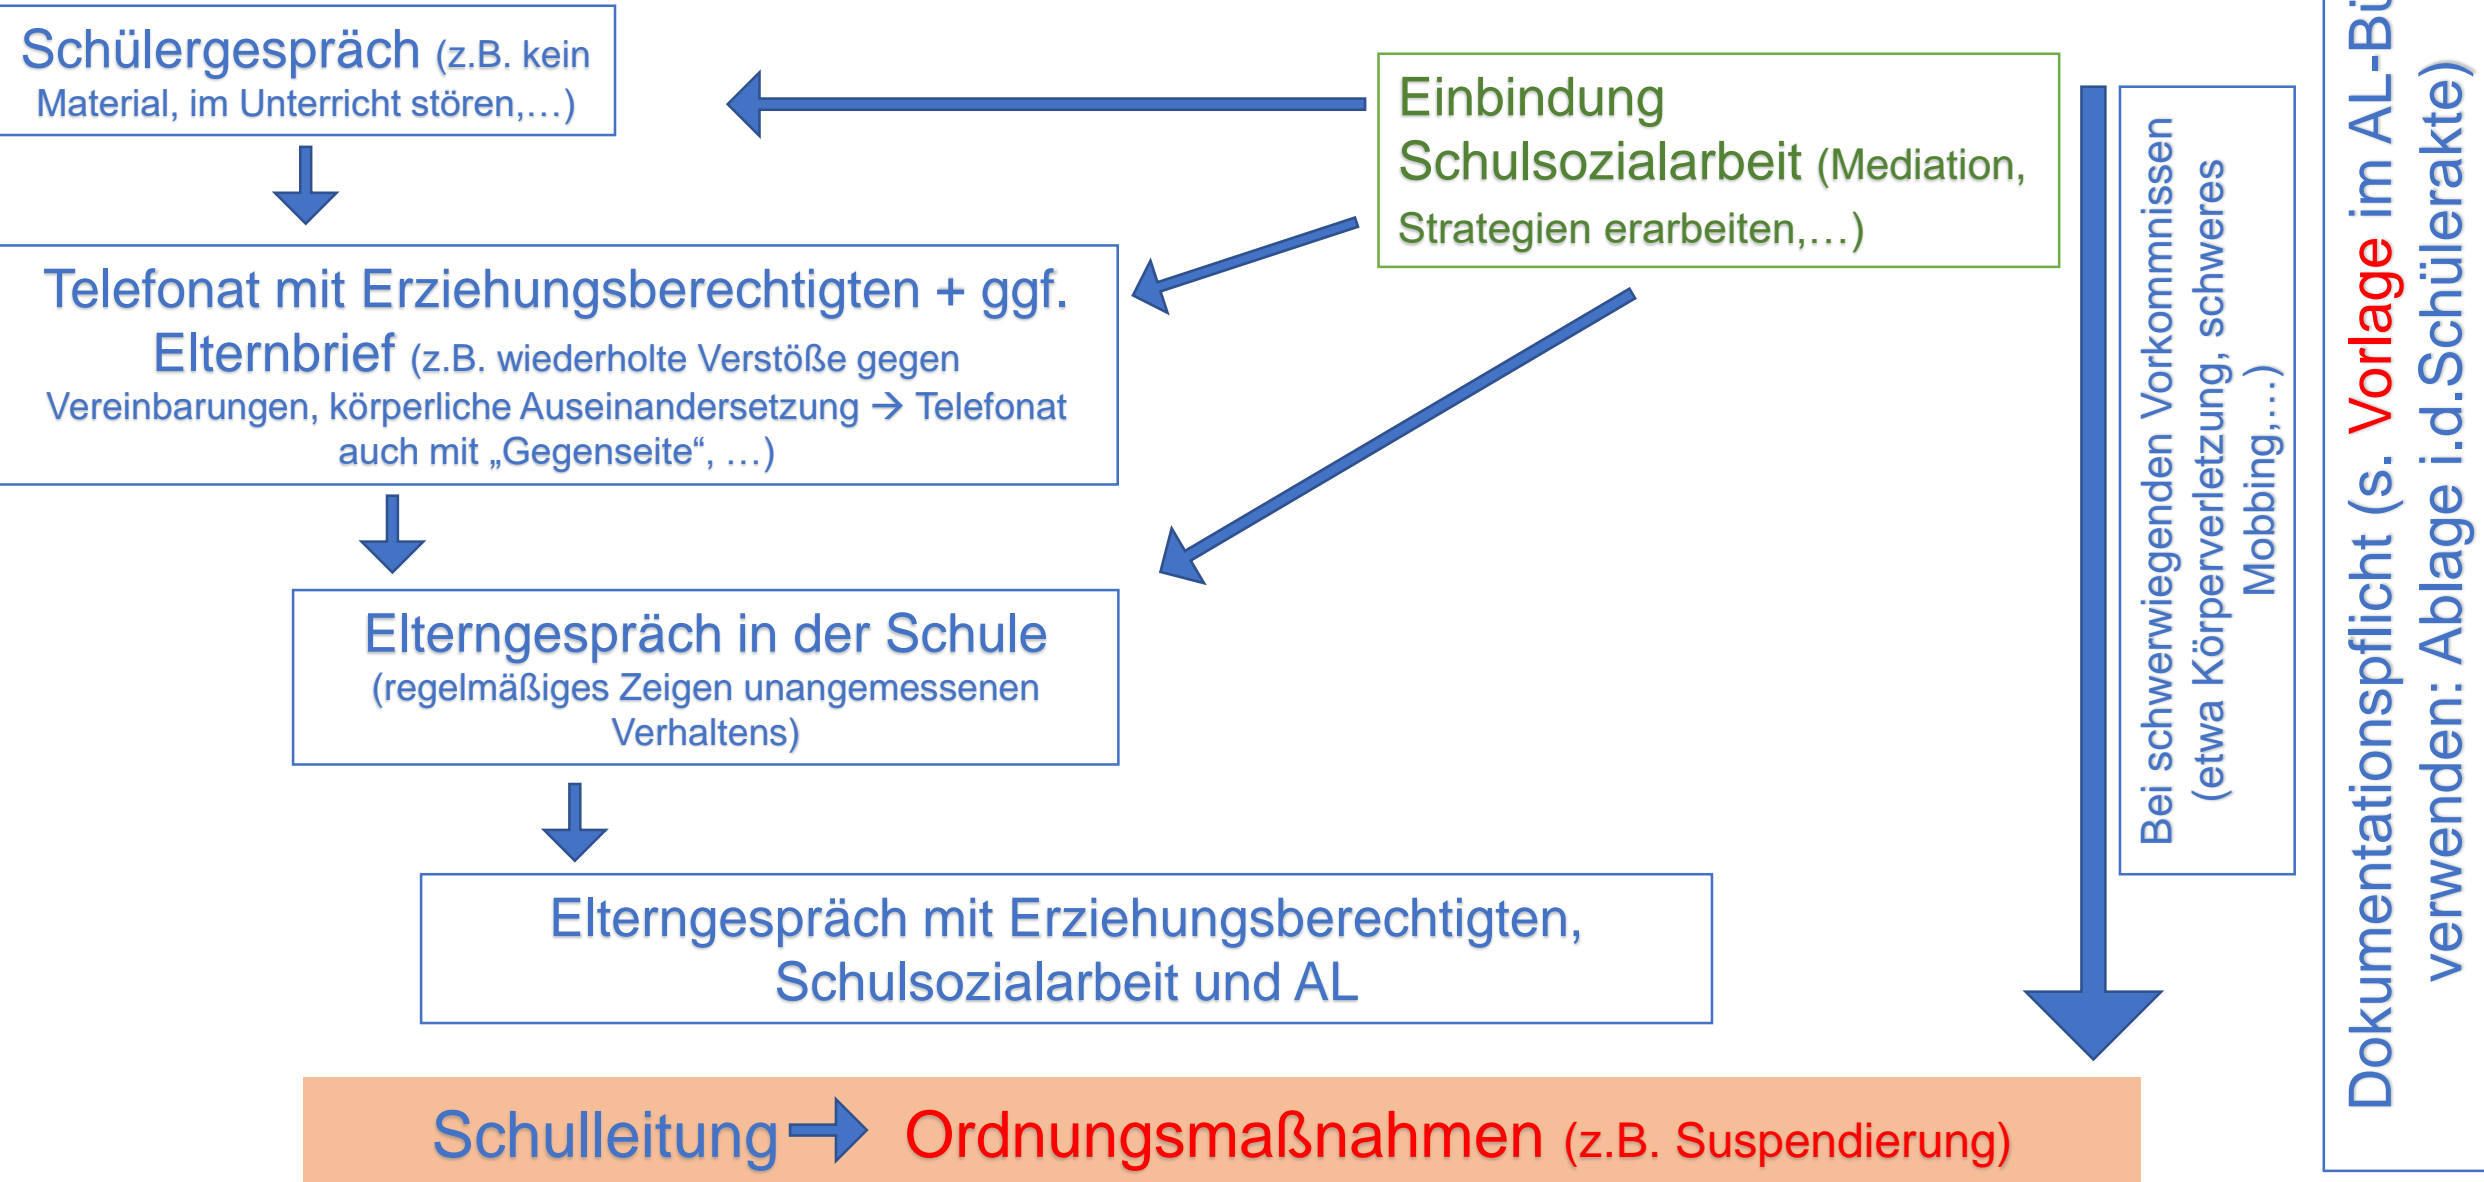 Schülergespräch (z.B. kein
Material, im Unterricht stören,…)
Einbindung
Schulsozialarbeit (Mediation,
Strategien erarbeiten,…)
Telefonat mit Erziehungsberechtigten + ggf.
Elternbrief (z.B. wiederholte Verstöße gegen
Vereinbarungen, körperliche Auseinandersetzung → Telefonat
auch mit „Gegenseite“, …)
Elterngespräch in der Schule
(regelmäßiges Zeigen unangemessenen
Verhaltens)
Elterngespräch mit Erziehungsberechtigten,
Schulsozialarbeit und AL
Schulleitung → Ordnungsmaßnahmen (z.B. Suspendierung)
Bei schwerwiegenden Vorkommnissen
(etwa Körperverletzung, schweres
Mobbing,…)
Dokumentationspflicht (s. Vorlage im
verwenden: Ablage i.d.Schülerakte)